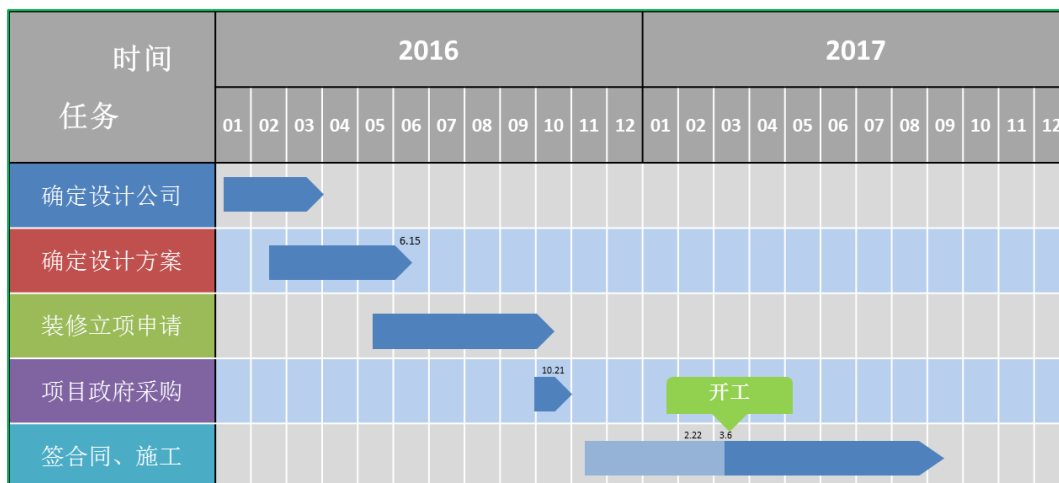 时间
任务
2016
2017
01 02 03 04 05 06 07 08 09 10 11 12 01 02 03 04 05 06 07 08 09 10 11 12
确定设计公司
确定设计方案
6.15
装修立项申请
项目政府采购
10.21
开工
签合同、施工
2.22
3.6